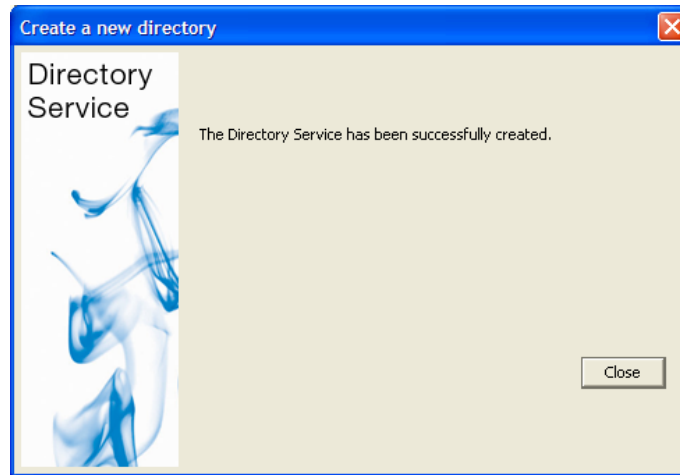 Create a new directory
Directory
Service
The Directory Service has been successfully created.
Close